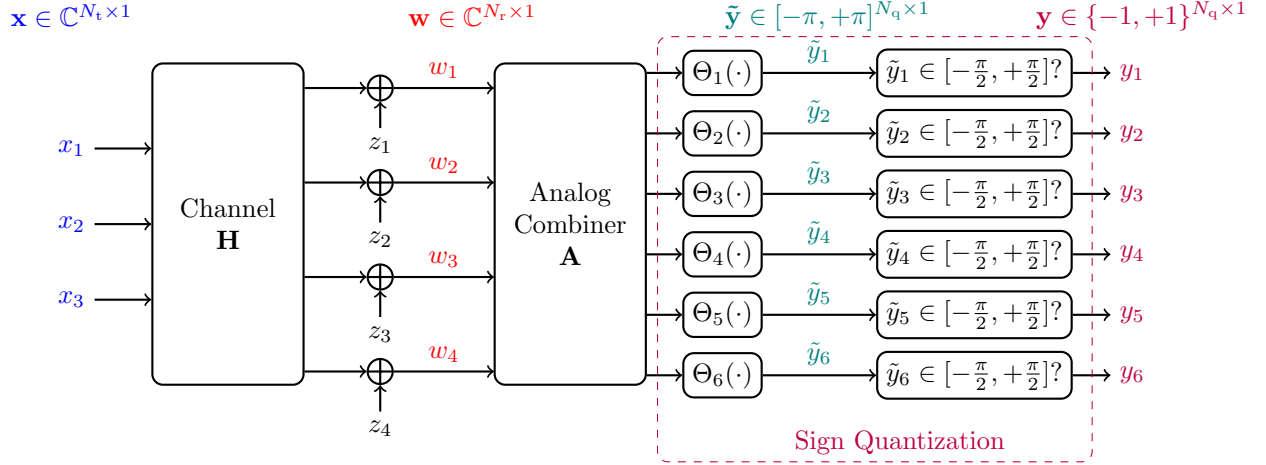 𝐱 ∈ ℂ^{N_t×1}
𝐰 ∈ ℂ^{N_r×1}
𝐲̃ ∈ [−π, +π]^{N_q×1}
𝐲 ∈ {−1, +1}^{N_q×1}
x_1
x_2
x_3
Channel
𝐇
z_1
z_2
z_3
z_4
w_1
w_2
w_3
w_4
Analog
Combiner
𝐀
Θ_1(·) ỹ_1 ỹ_1 ∈ [−π/2, +π/2]? y_1
Θ_2(·) ỹ_2 ỹ_2 ∈ [−π/2, +π/2]? y_2
Θ_3(·) ỹ_3 ỹ_3 ∈ [−π/2, +π/2]? y_3
Θ_4(·) ỹ_4 ỹ_4 ∈ [−π/2, +π/2]? y_4
Θ_5(·) ỹ_5 ỹ_5 ∈ [−π/2, +π/2]? y_5
Θ_6(·) ỹ_6 ỹ_6 ∈ [−π/2, +π/2]? y_6
Sign Quantization